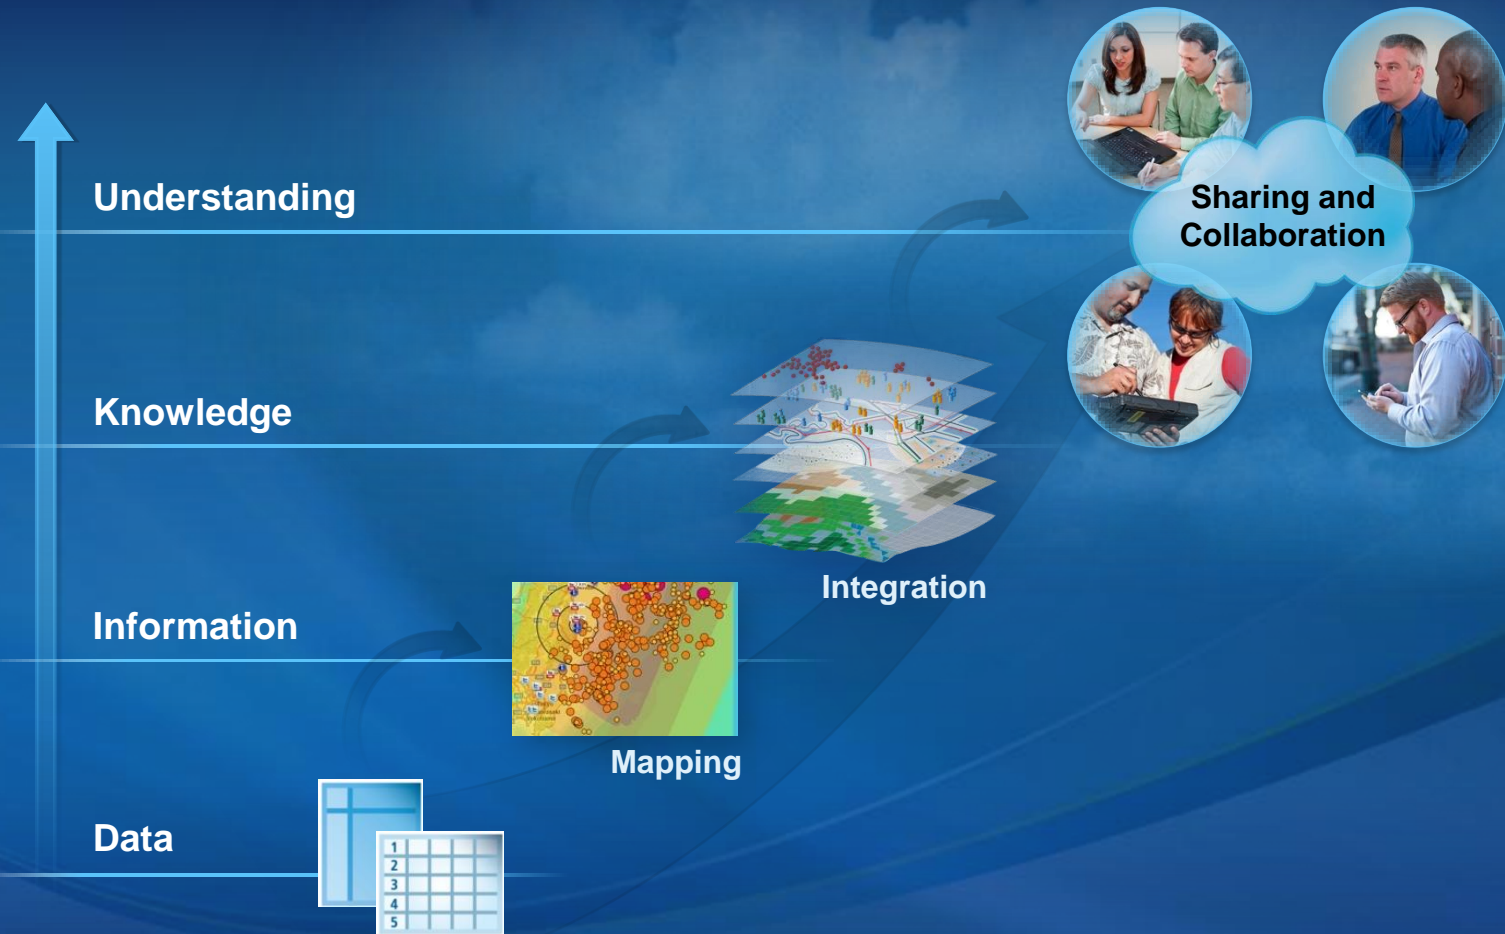 Understanding
Sharing and
Collaboration
Knowledge
Integration
Information
Mapping
Data
1
2
3
4
5